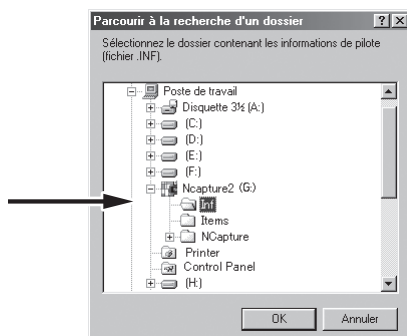 Parcourir à la recherche d'un dossier
Sélectionnez le dossier contenant les informations de pilote
(fichier .INF).
Poste de travail
Disquette 3½ (A:)
(C:)
(D:)
(E:)
(F:)
Ncapture2 (G:)
Inf
Items
NCapture
Printer
Control Panel
(H:)
OK
Annuler